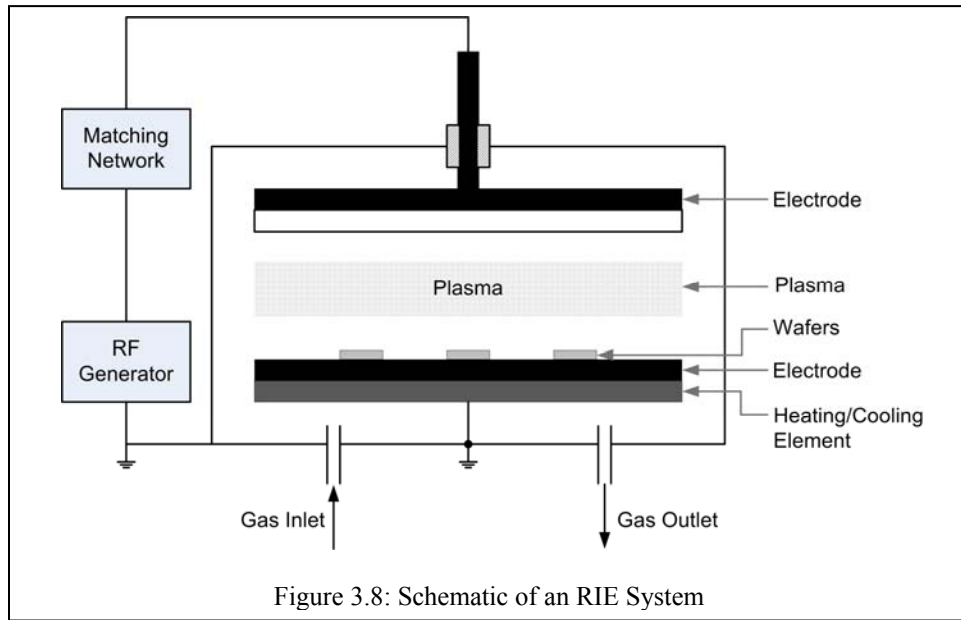 Matching
Network
Electrode
Plasma
Plasma
Wafers
RF
Generator
Electrode
Heating/Cooling
Element
Gas Inlet
Gas Outlet
Figure 3.8: Schematic of an RIE System